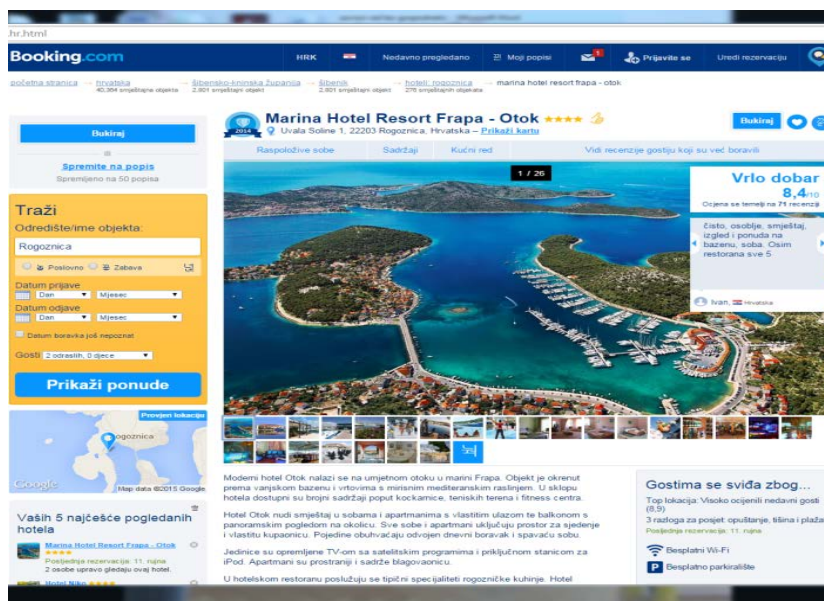 .hr.html
Booking.com
HRK
Nedavno pregledano
Moji popisi
1
Prijavite se
Uredi rezervaciju
početna stranica → hrvatska → šibensko-kninska županija → šibenik → hoteli: rogoznica → marina hotel resort frapa - otok
Bukiraj
Spremite na popis
Spremljeno na 50 popisa
Traži
Odredište/ime objekta:
Rogoznica
Poslovno
Zabava
Datum prijave
Dan
Mjesec
Datum odjave
Dan
Mjesec
Datum boravka još nepoznat
Gosti
2 odraslih, 0 djece
Prikaži ponude
Provjeri lokaciju
ogoznica
Google
Map data ©2015 Google
Vaših 5 najčešće pogledanih
hotela
Marina Hotel Resort Frapa - Otok
Posljednja rezervacija: 11. rujna
2 osobe upravo gledaju ovaj hotel.
Hotel Niko
2014
Marina Hotel Resort Frapa - Otok
Uvala Soline 1, 22203 Rogoznica, Hrvatska – Prikaži kartu
Bukiraj
Raspoložive sobe
Sadržaji
Kućni red
Vidi recenzije gostiju koji su već boravili
1 / 26
Vrlo dobar
8,4/10
Ocjena se temelji na 71 recenziji
čisto, osoblje, smještaj,
izgled i ponuda na
bazenu, soba. Osim
restorana sve 5
Ivan, Hrvatska
Moderni hotel Otok nalazi se na umjetnom otoku u marini Frapa. Objekt je okrenut
prema vanjskom bazenu i vrtovima s mirisnim mediteranskim raslinjem. U sklopu
hotela dostupni su brojni sadržaji poput kockarnice, teniskih terena i fitness centra.
Hotel Otok nudi smještaj u sobama i apartmanima s vlastitim ulazom te balkonom s
panoramskim pogledom na okolicu. Sve sobe i apartmani uključuju prostor za sjedenje
i vlastitu kupaonicu. Pojedine obuhvaćaju odvojen dnevni boravak i spavaću sobu.
Jedinice su opremljene TV-om sa satelitskim programima i priključnom stanicom za
iPod. Apartmani su prostraniji i sadrže blagovaonicu.
U hotelskom restoranu poslužuju se tipični specijaliteti rogozničke kuhinje. Hotel
Gostima se sviđa zbog...
Top lokacija: Visoko ocijenili nedavni gosti
(8,9)
3 razloga za posjet: opuštanje, tišina i plaža
Posljednja rezervacija: 11. rujna
Besplatni Wi-Fi
Besplatno parkiralište